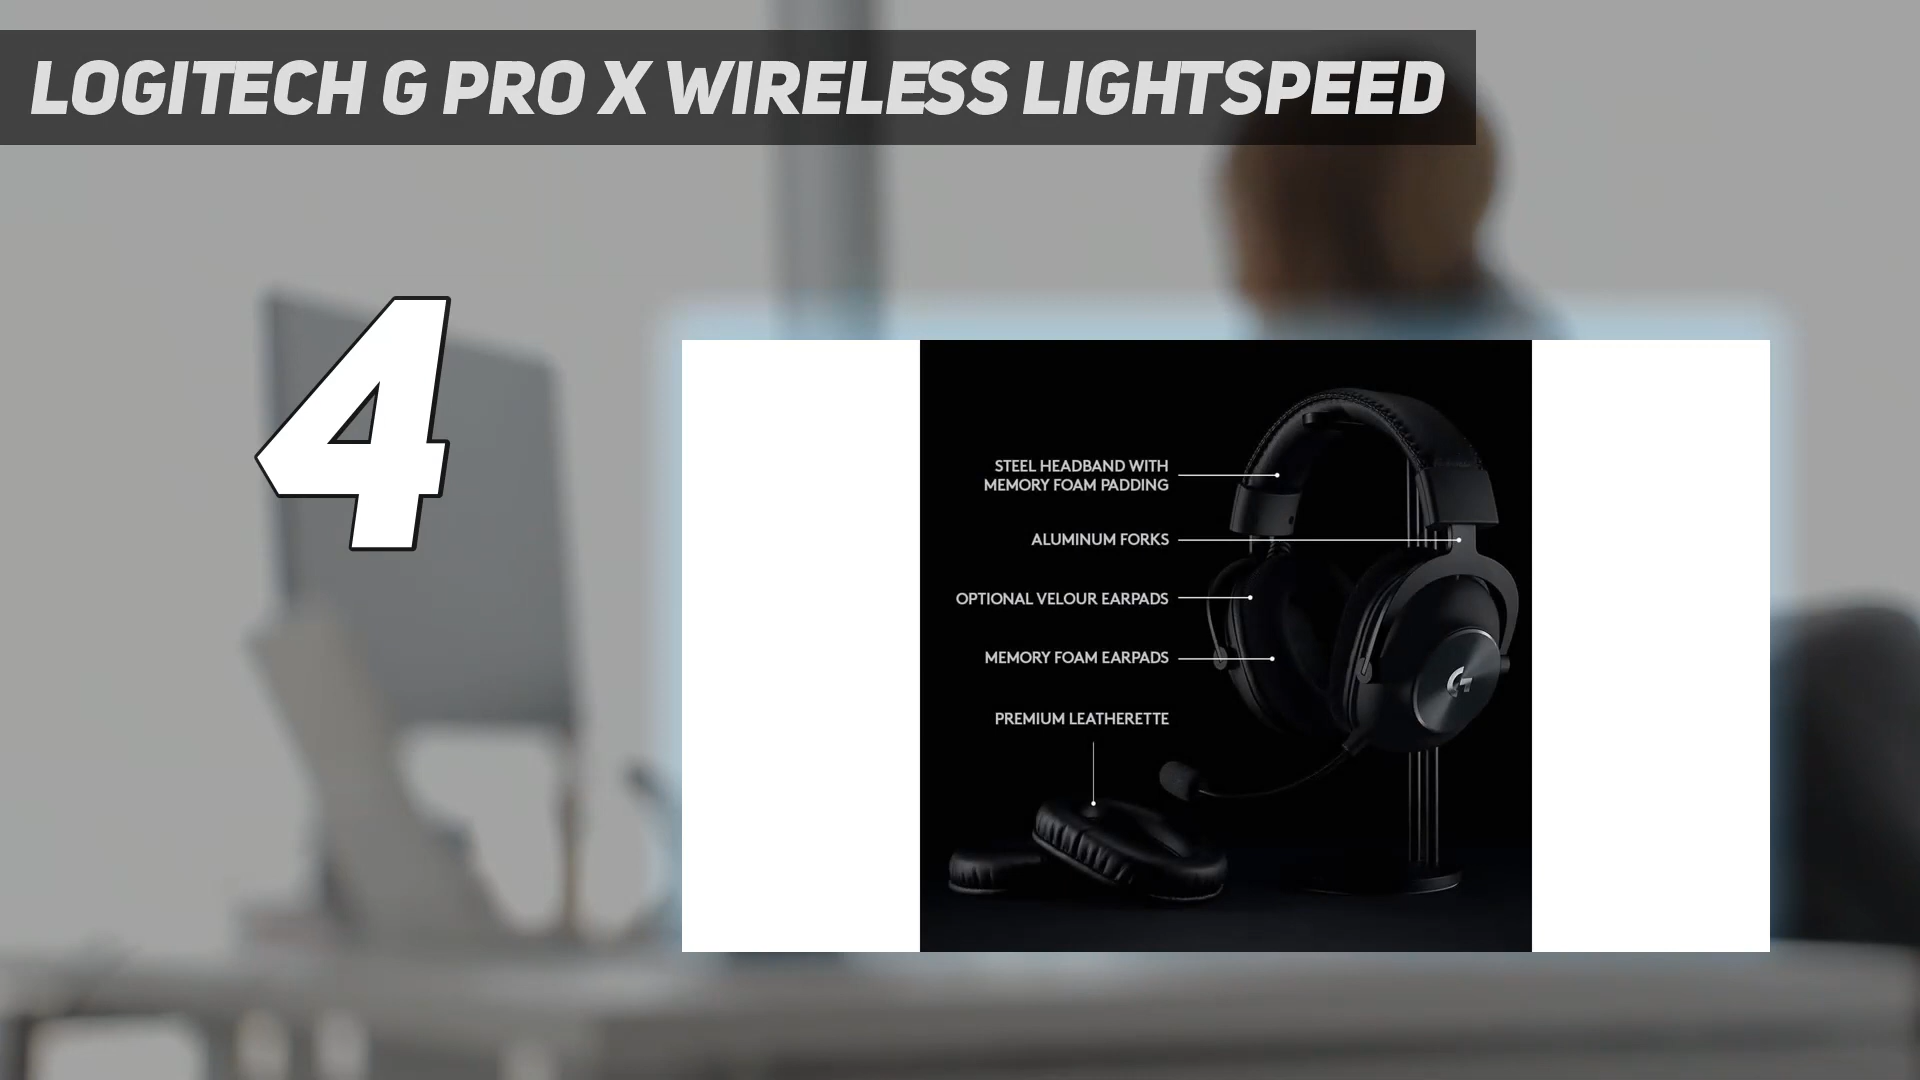 LOGITECH G PRO X WIRELESS LIGHTSPEED
4
STEEL HEADBAND WITH
MEMORY FOAM PADDING
ALUMINUM FORKS
OPTIONAL VELOUR EARPADS
MEMORY FOAM EARPADS
PREMIUM LEATHERETTE
G